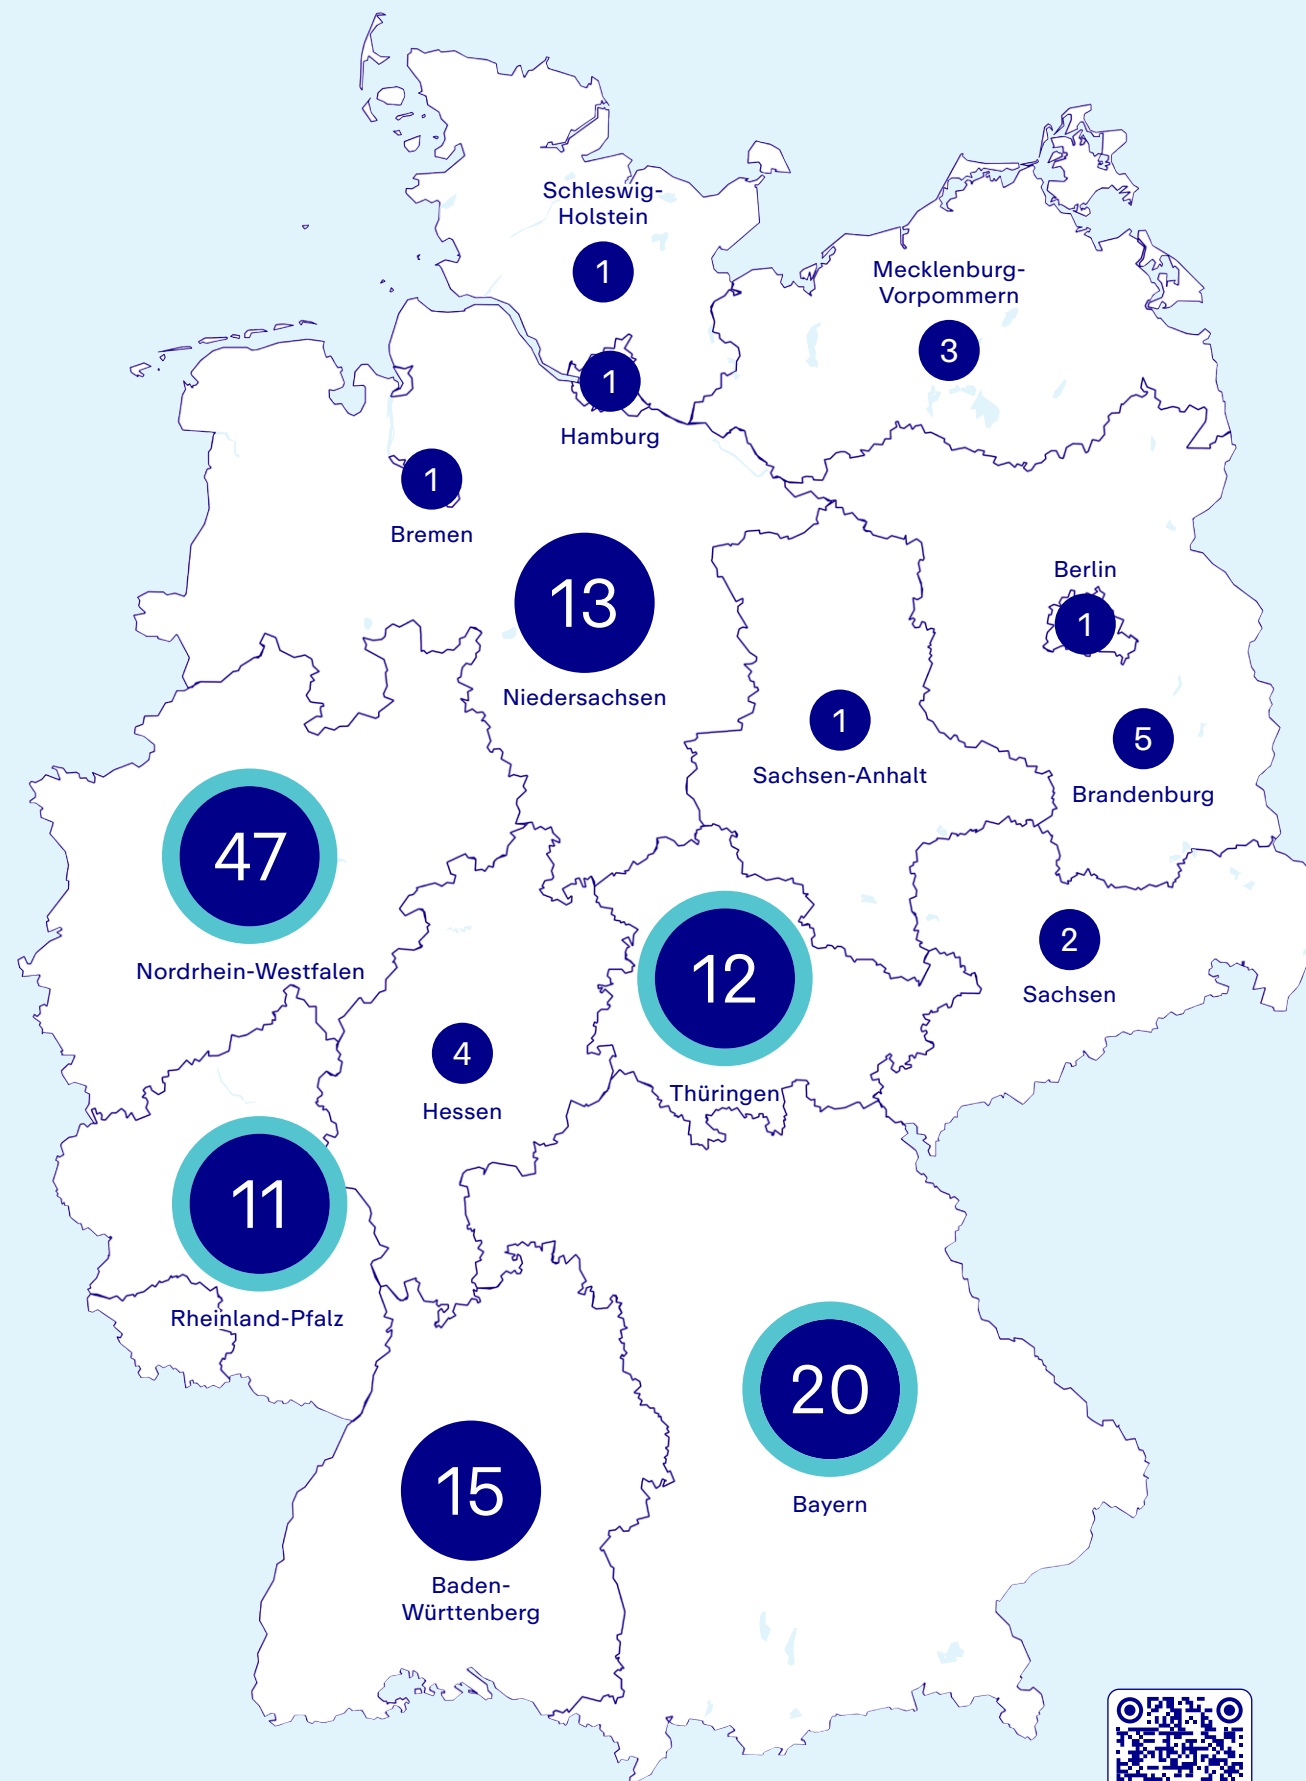 Schleswig-
Holstein
1
Mecklenburg-
Vorpommern
3
1
Hamburg
1
Bremen
13
Niedersachsen
Berlin
1
1
Sachsen-Anhalt
5
Brandenburg
47
Nordrhein-Westfalen
12
Thüringen
2
Sachsen
4
Hessen
11
Rheinland-Pfalz
20
Bayern
15
Baden-
Württenberg